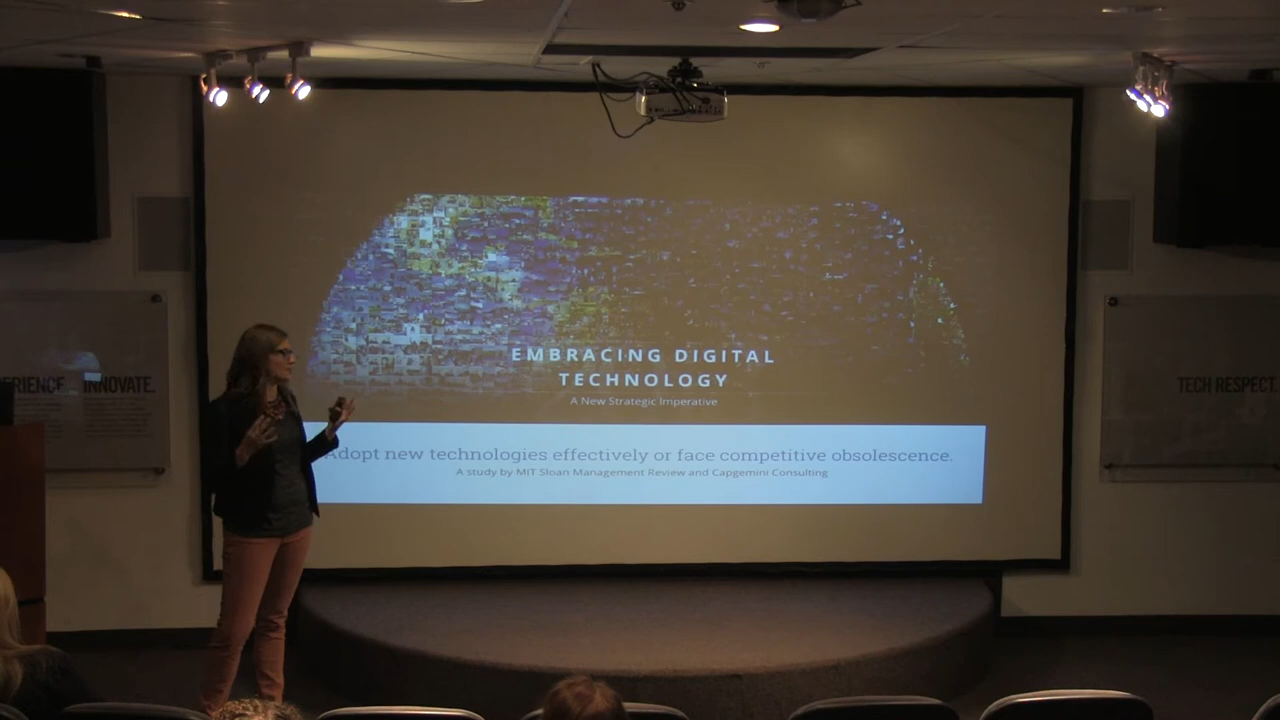 EMBRACING DIGITAL
TECHNOLOGY
A New Strategic Imperative
Adopt new technologies effectively or face competitive obsolescence.
A study by MIT Sloan Management Review and Capgemini Consulting
INNOVATE.
TECH RESPECT.